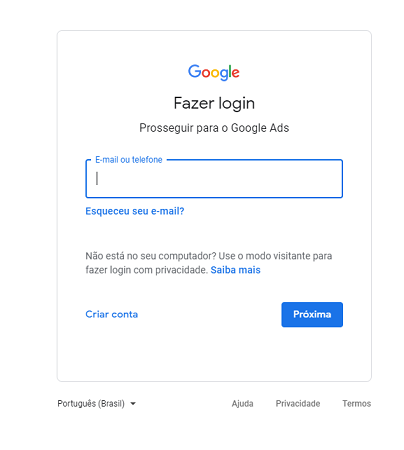 Google
Fazer login
Prosseguir para o Google Ads
E-mail ou telefone
Esqueceu seu e-mail?
Não está no seu computador? Use o modo visitante para
fazer login com privacidade. Saiba mais
Criar conta
Próxima
Português (Brasil)
Ajuda
Privacidade
Termos